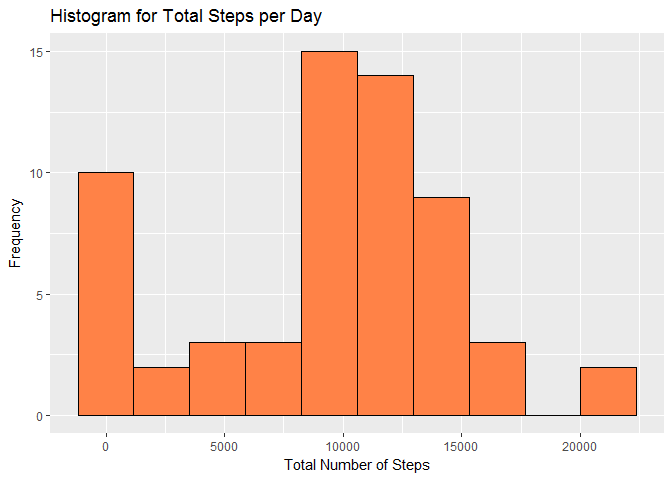 Histogram for Total Steps per Day
15
10
5
0
Frequency
0 5000 10000 15000 20000
Total Number of Steps